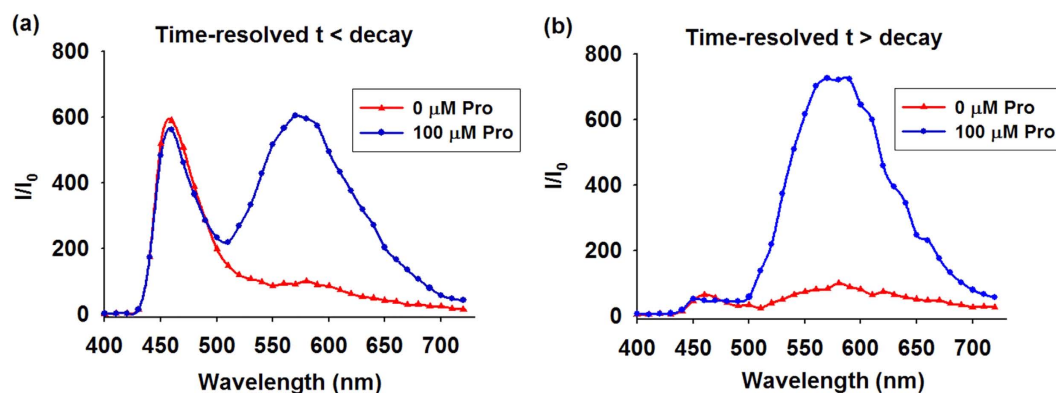 (a)
Time-resolved t < decay
800
600
400
200
0
I/I0
0 μM Pro
100 μM Pro
400 450 500 550 600 650 700
Wavelength (nm)
(b)
Time-resolved t > decay
800
600
400
200
0
I/I0
0 μM Pro
100 μM Pro
400 450 500 550 600 650 700
Wavelength (nm)